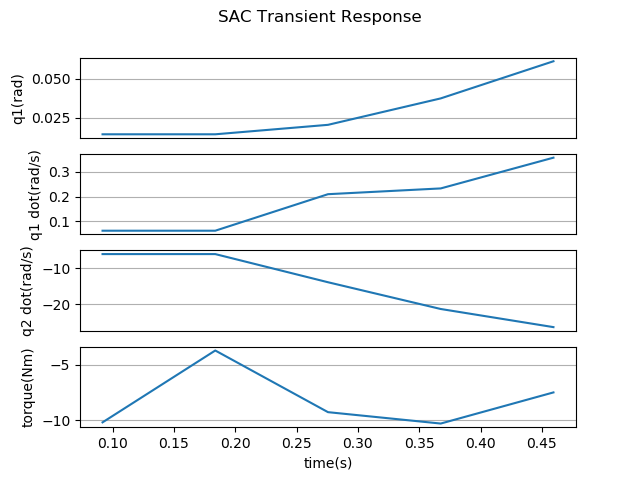 SAC Transient Response
q1(rad)
0.050
0.025
q1 dot(rad/s)
0.3
0.2
0.1
q2 dot(rad/s)
−10
−20
torque(Nm)
−5
−10
0.10 0.15 0.20 0.25 0.30 0.35 0.40 0.45
time(s)